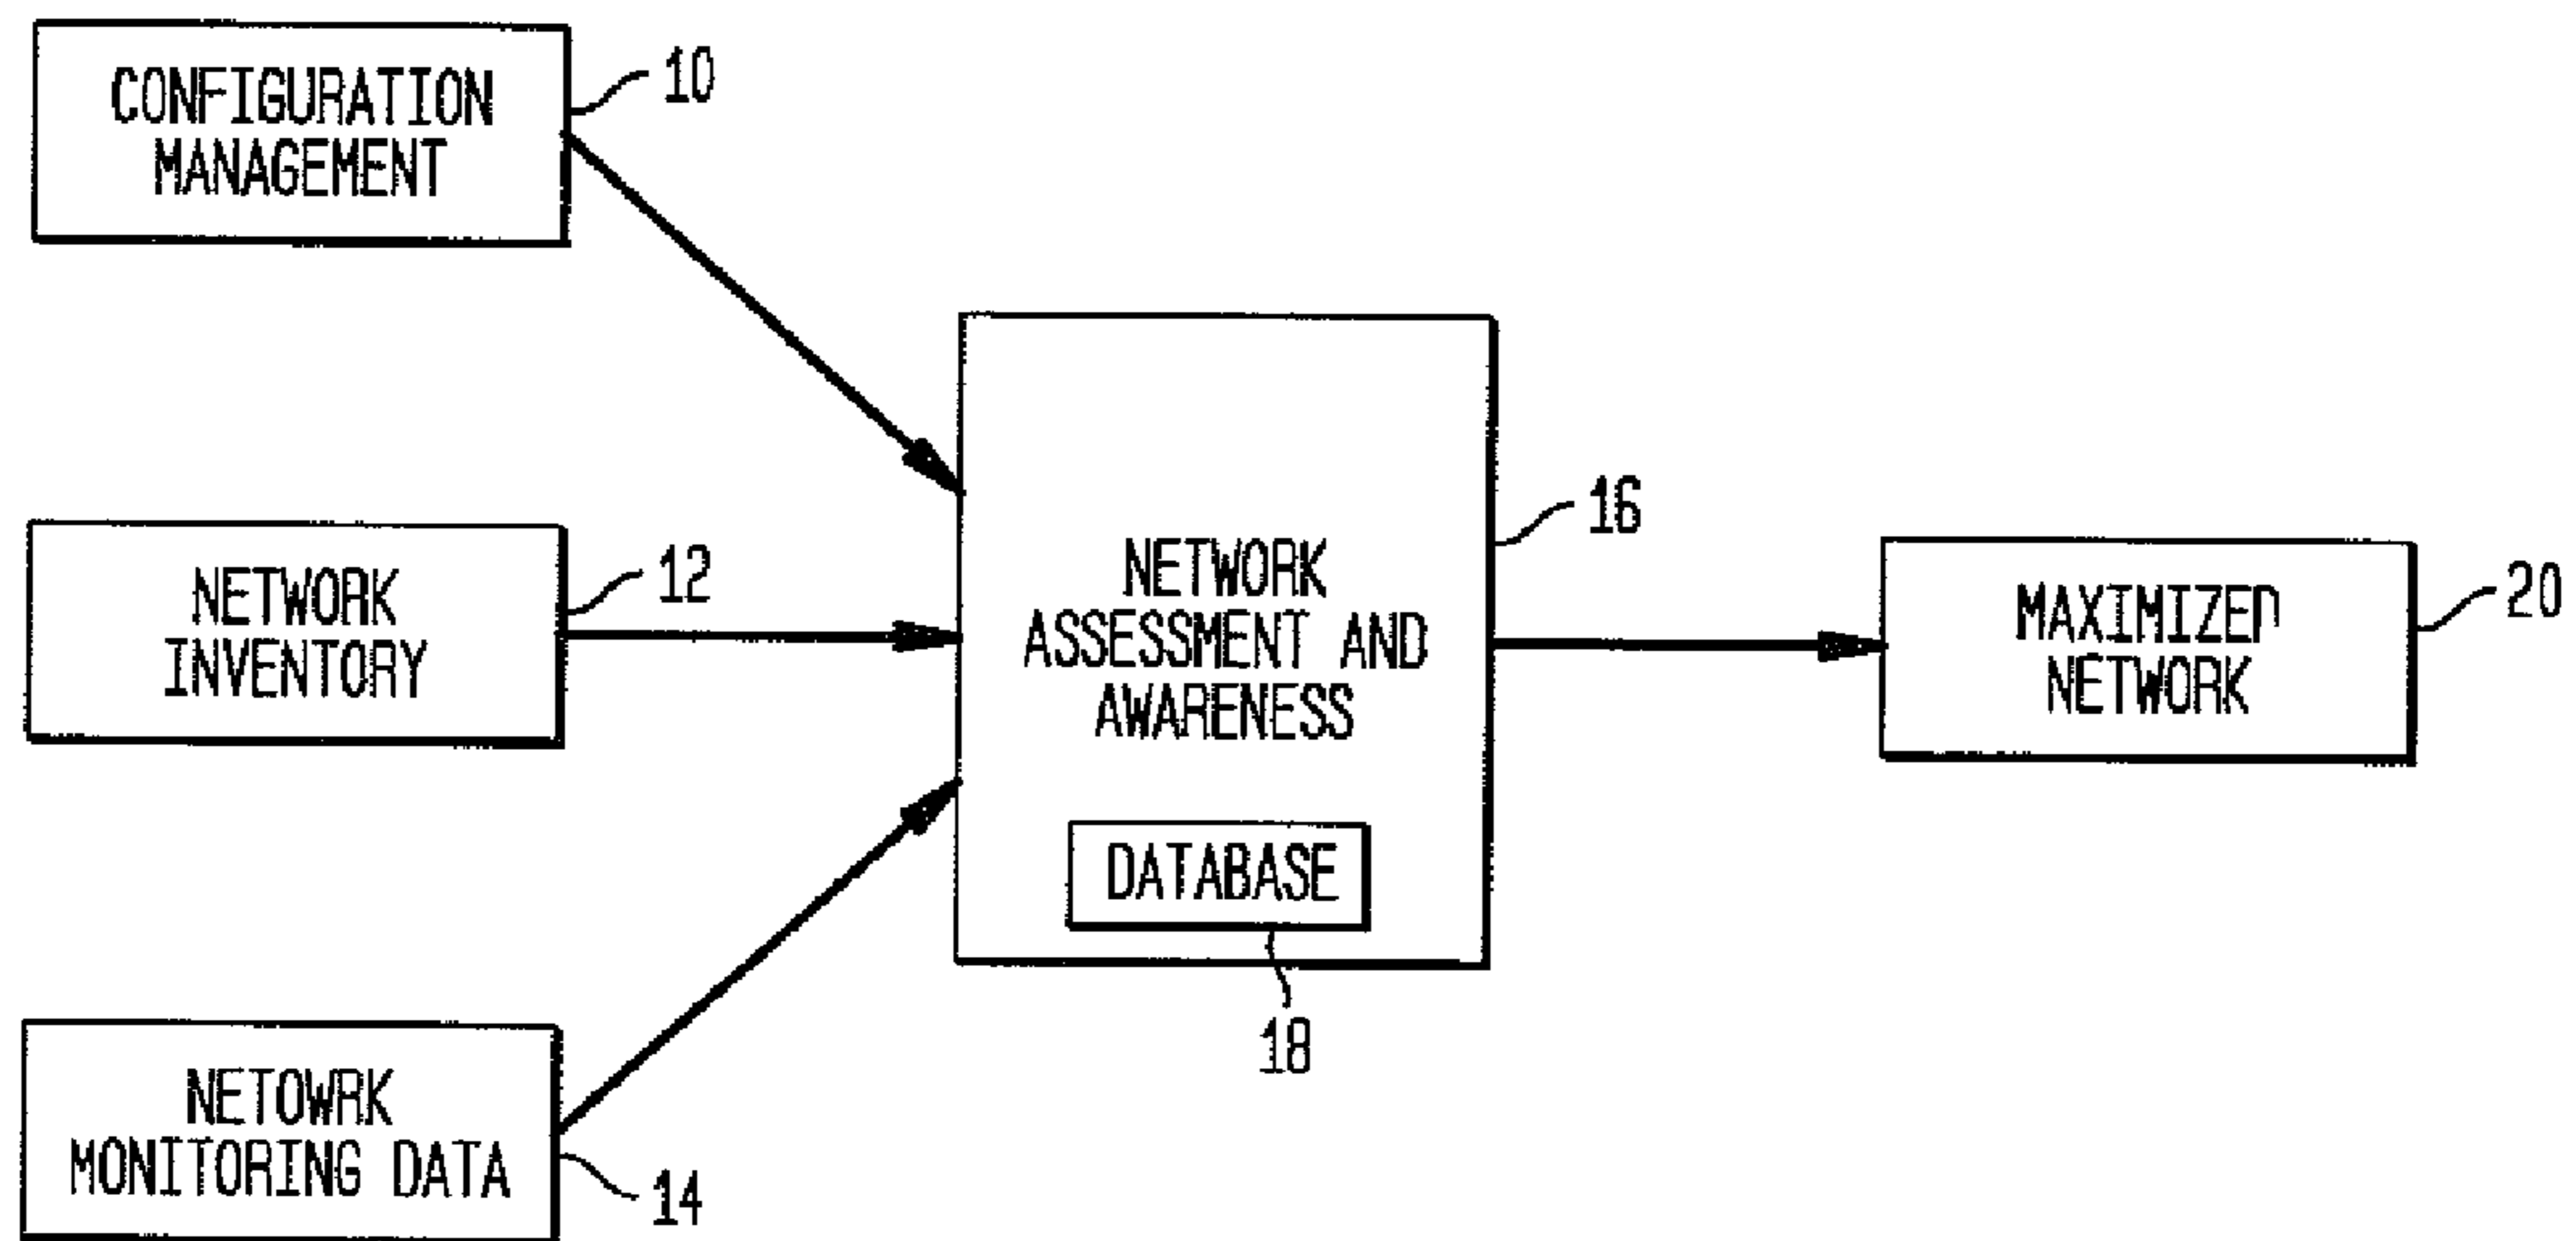 CONFIGURATION
MANAGEMENT
10
NETWORK
INVENTORY
12
NETOWRK
MONITORING DATA
14
NETWORK
ASSESSMENT AND
AWARENESS
16
DATABASE
18
MAXIMIZED
NETWORK
20